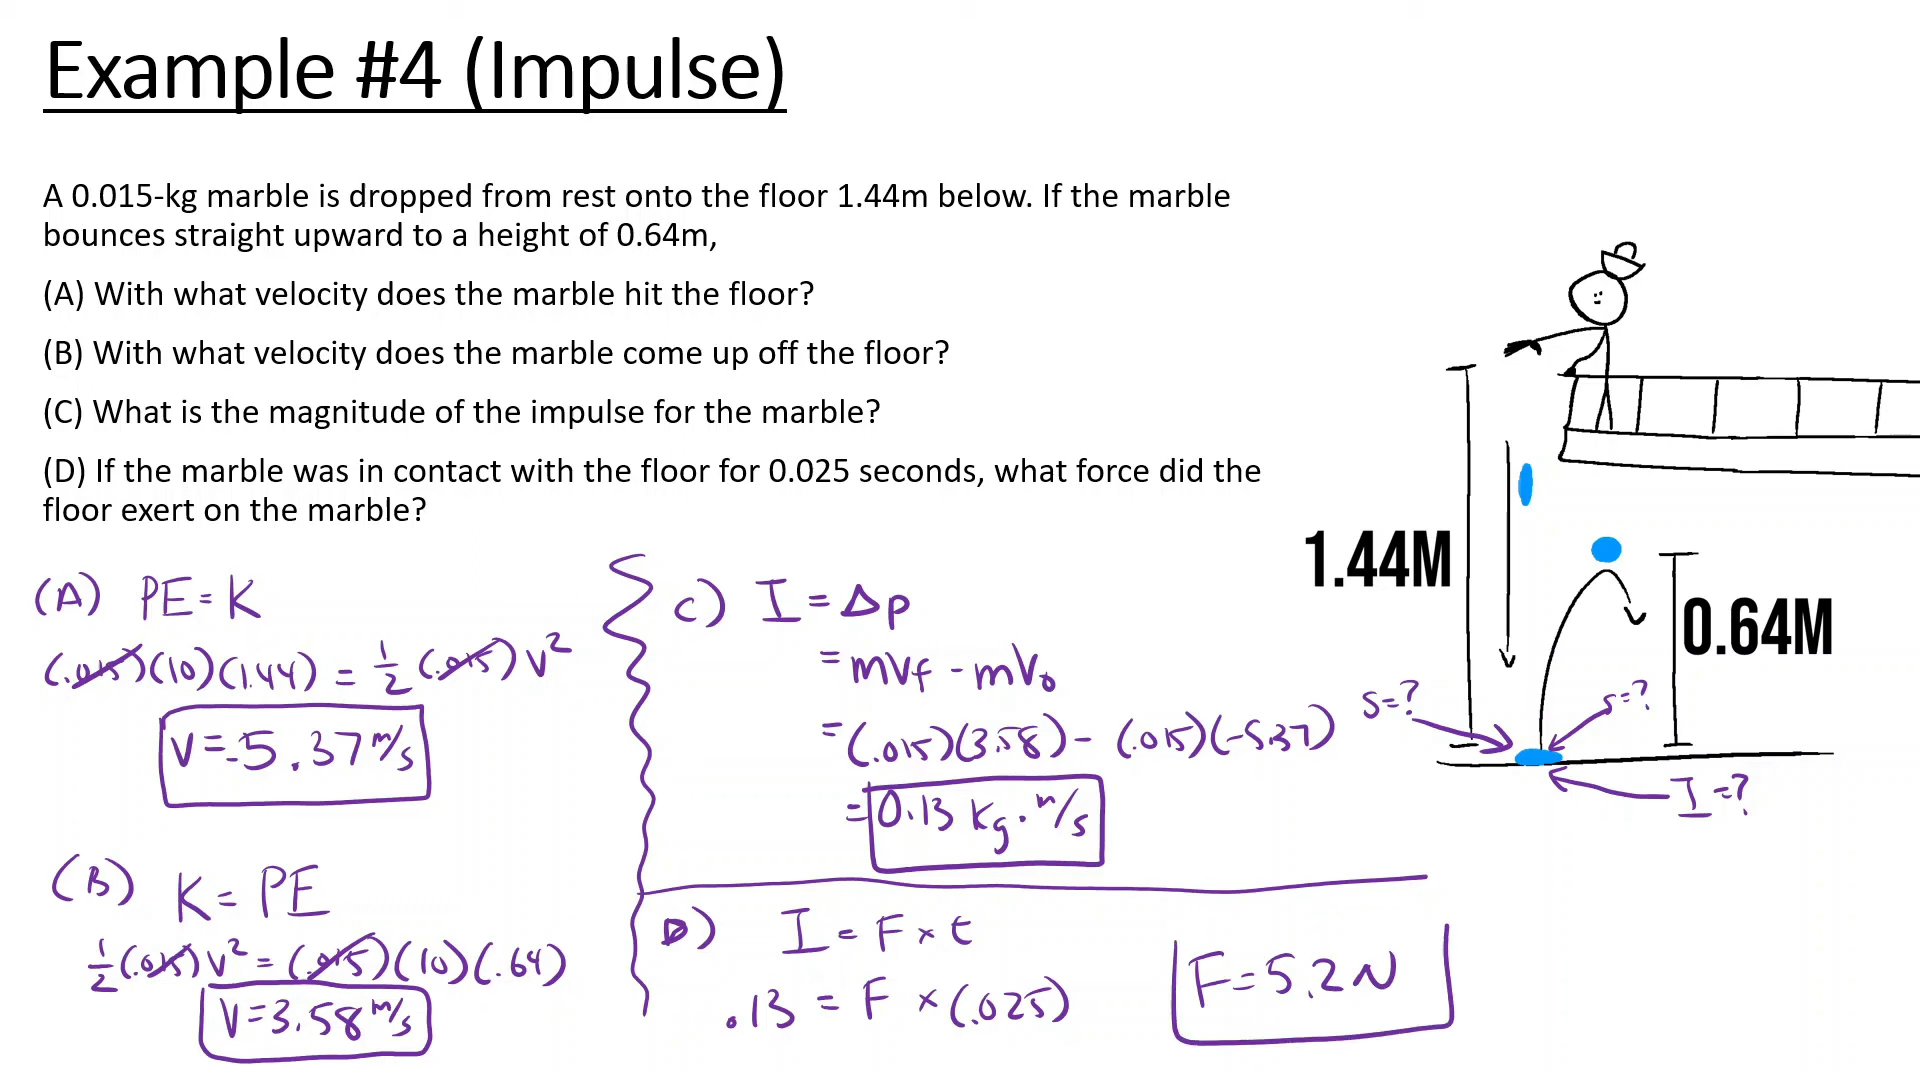 Example #4 (Impulse)
A 0.015-kg marble is dropped from rest onto the floor 1.44m below. If the marble
bounces straight upward to a height of 0.64m,
(A) With what velocity does the marble hit the floor?
(B) With what velocity does the marble come up off the floor?
(C) What is the magnitude of the impulse for the marble?
(D) If the marble was in contact with the floor for 0.025 seconds, what force did the
floor exert on the marble?
(A) PE = K
(.015)(10)(1.44) = 1/2 (.015) v²
V = -5.37 m/s
(B) K = PE
1/2 (.015) v² = (.015)(10)(.64)
V = 3.58 m/s
C) I = Δp
= mVf - mV₀
= (.015)(3.58) - (.015)(-5.37)
= 0.13 Kg · m/s
D) I = F × t
.13 = F × (.025)
F = 5.2 N
1.44M
0.64M
S=?
S=?
I=?